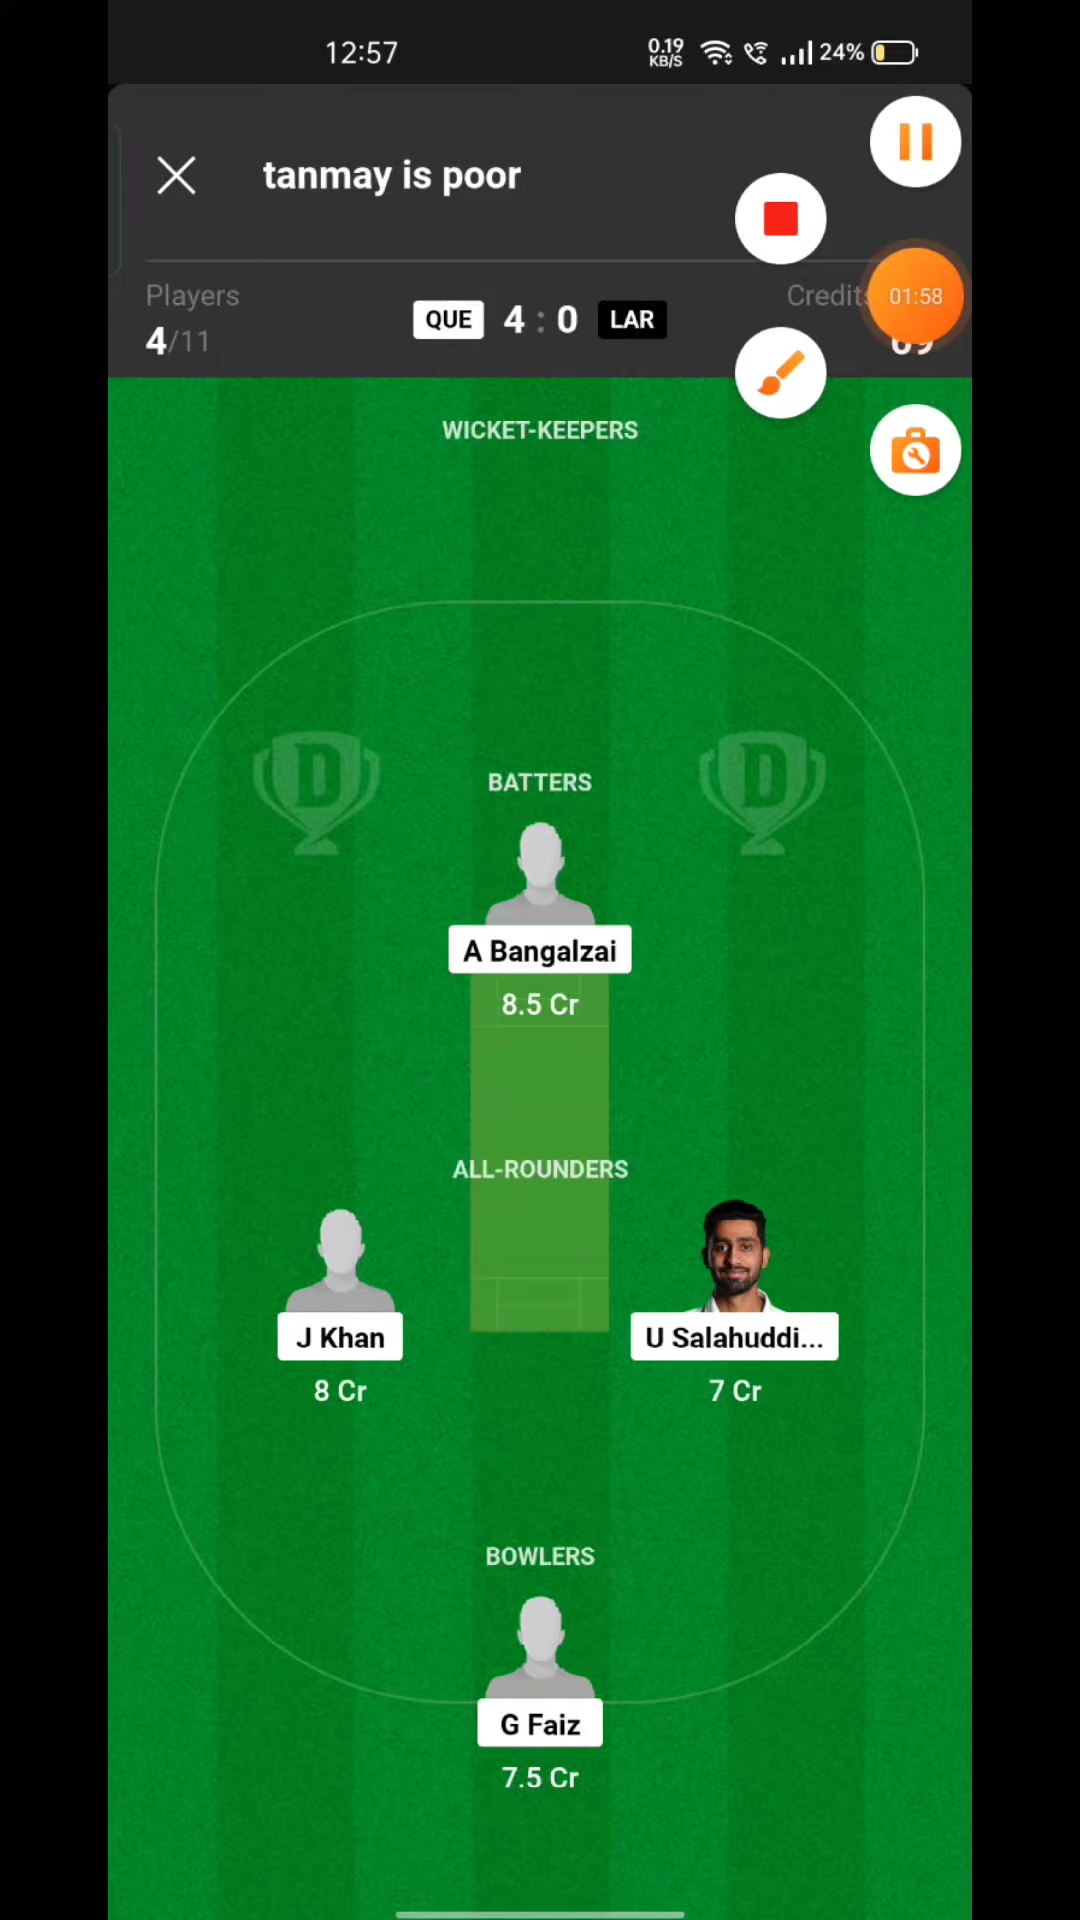 12:57
0.19
KB/S
24%
tanmay is poor
Players
Credits
01:58
4/11
QUE 4 : 0 LAR
69
WICKET-KEEPERS
D D
BATTERS
A Bangalzai
8.5 Cr
ALL-ROUNDERS
J Khan
U Salahuddi...
8 Cr
7 Cr
BOWLERS
G Faiz
7.5 Cr